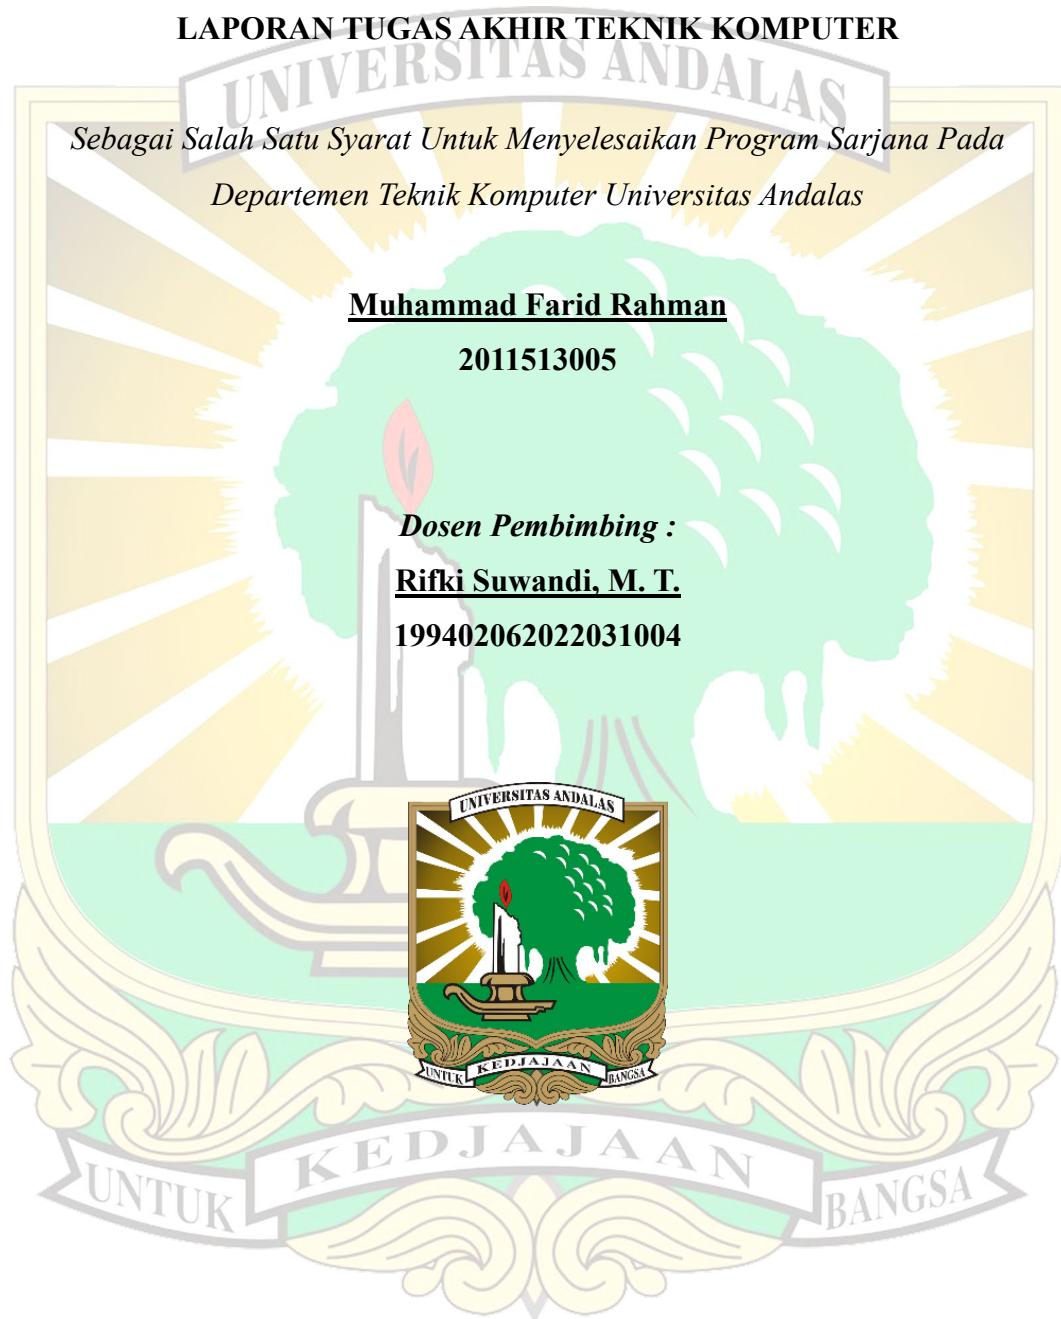 LAPORAN TUGAS AKHIR TEKNIK KOMPUTER
UNIVERSITAS ANDALAS
Sebagai Salah Satu Syarat Untuk Menyelesaikan Program Sarjana Pada
Departemen Teknik Komputer Universitas Andalas
Muhammad Farid Rahman
2011513005
Dosen Pembimbing :
Rifki Suwandi, M. T.
199402062022031004
UNIVERSITAS ANDALAS
UNTUK KEDJAJAAN BANGSA
UNTUK KEDJAJAAN BANGSA